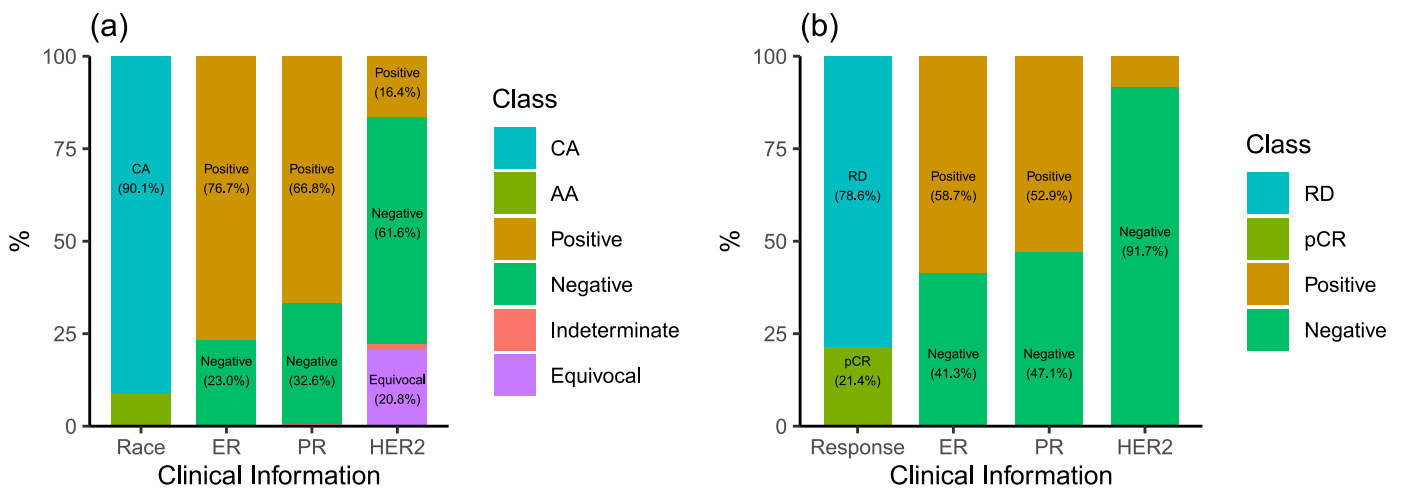 (a)
%
100
75
50
25
0
CA
(90.1%)
Positive
(76.7%)
Negative
(23.0%)
Positive
(66.8%)
Negative
(32.6%)
Positive
(16.4%)
Negative
(61.6%)
Equivocal
(20.8%)
Race
ER
PR
HER2
Clinical Information
Class
CA
AA
Positive
Negative
Indeterminate
Equivocal
(b)
%
100
75
50
25
0
RD
(78.6%)
pCR
(21.4%)
Positive
(58.7%)
Negative
(41.3%)
Positive
(52.9%)
Negative
(47.1%)
Negative
(91.7%)
Response
ER
PR
HER2
Clinical Information
Class
RD
pCR
Positive
Negative